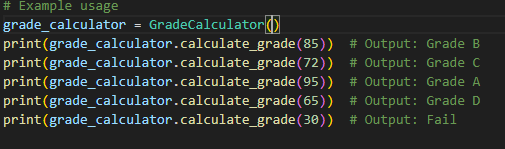 # Example usage
grade_calculator = GradeCalculator()
print(grade_calculator.calculate_grade(85))  # Output: Grade B
print(grade_calculator.calculate_grade(72))  # Output: Grade C
print(grade_calculator.calculate_grade(95))  # Output: Grade A
print(grade_calculator.calculate_grade(65))  # Output: Grade D
print(grade_calculator.calculate_grade(30))  # Output: Fail